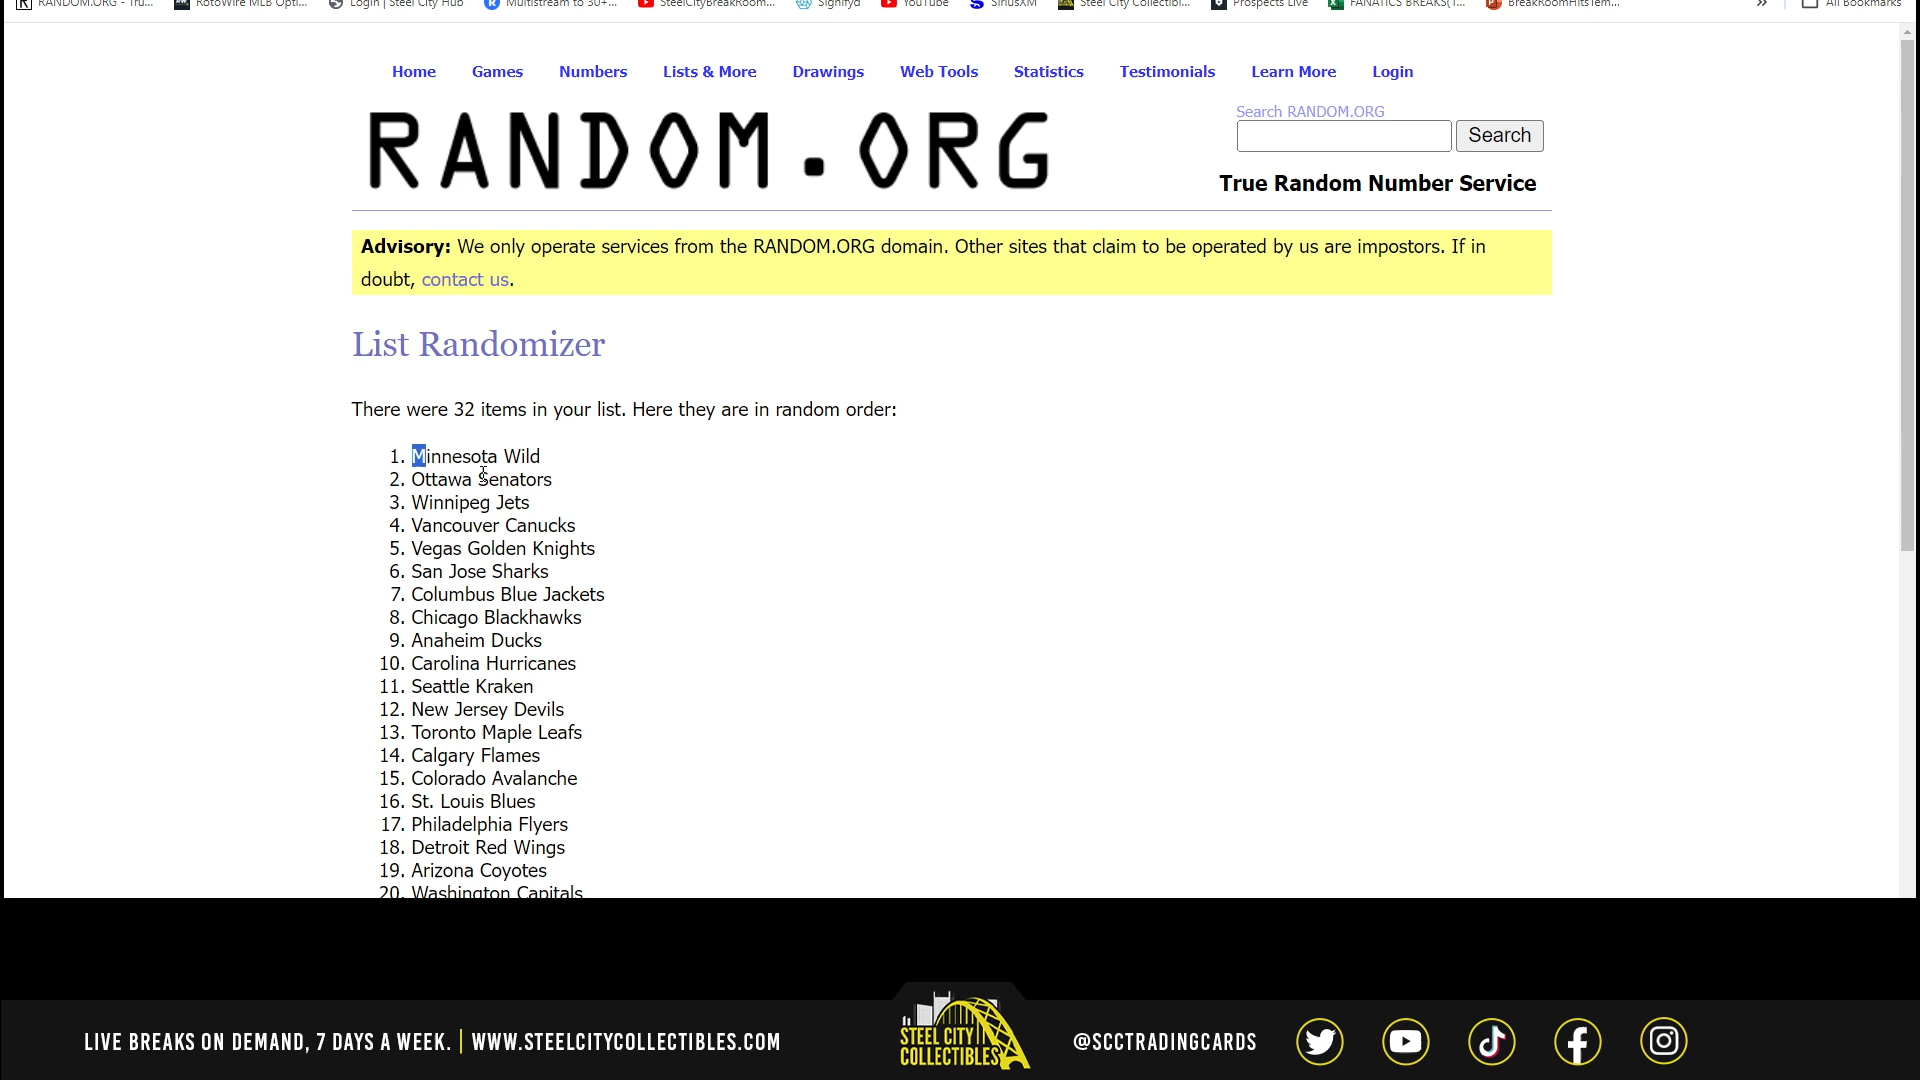 RANDOM.ORG - Tru... RotoWire MLB Opti... Login | Steel City Hub Multistream to 30+... SteelCityBreakRoom... Signifyd YouTube SiriusXM Steel City Collectibl... Prospects Live FANATICS BREAKS(T... BreakRoomHitsTem... » All Bookmarks
Home Games Numbers Lists & More Drawings Web Tools Statistics Testimonials Learn More Login
RANDOM.ORG
Search RANDOM.ORG
Search
True Random Number Service
Advisory: We only operate services from the RANDOM.ORG domain. Other sites that claim to be operated by us are impostors. If in
doubt, contact us.
List Randomizer
There were 32 items in your list. Here they are in random order:
1. Minnesota Wild
2. Ottawa Senators
3. Winnipeg Jets
4. Vancouver Canucks
5. Vegas Golden Knights
6. San Jose Sharks
7. Columbus Blue Jackets
8. Chicago Blackhawks
9. Anaheim Ducks
10. Carolina Hurricanes
11. Seattle Kraken
12. New Jersey Devils
13. Toronto Maple Leafs
14. Calgary Flames
15. Colorado Avalanche
16. St. Louis Blues
17. Philadelphia Flyers
18. Detroit Red Wings
19. Arizona Coyotes
20. Washington Capitals
LIVE BREAKS ON DEMAND, 7 DAYS A WEEK. | WWW.STEELCITYCOLLECTIBLES.COM
STEEL CITY
COLLECTIBLES
@SCCTRADINGCARDS